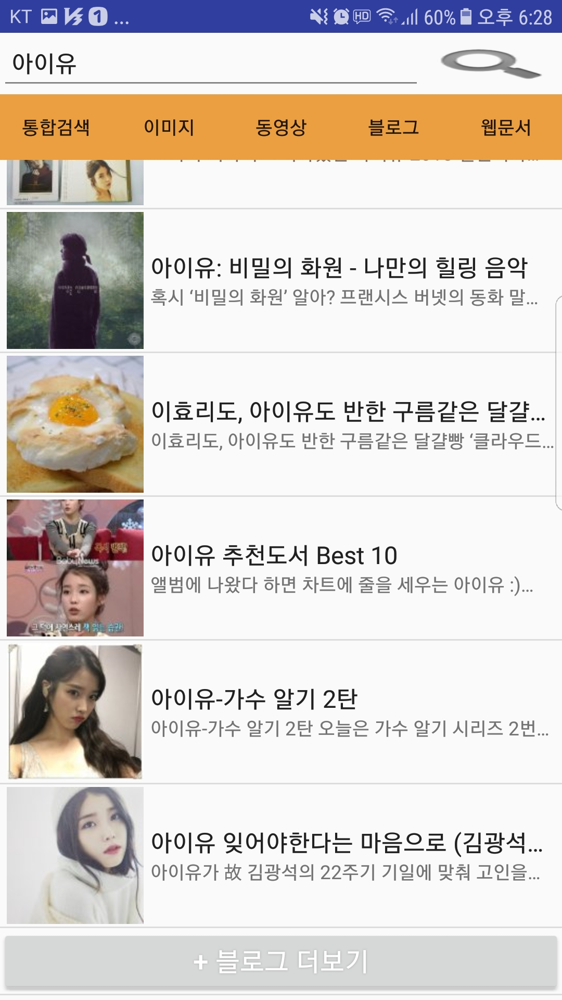 KT ... HD 60% 오후 6:28
아이유
통합검색 이미지 동영상 블로그 웹문서
아이유: 비밀의 화원 - 나만의 힐링 음악
혹시 ‘비밀의 화원’ 알아? 프랜시스 버넷의 동화 말...
이효리도, 아이유도 반한 구름같은 달걀...
이효리도, 아이유도 반한 구름같은 달걀빵 ‘클라우드...
아이유 추천도서 Best 10
앨범에 나왔다 하면 차트에 줄을 세우는 아이유 :)...
아이유-가수 알기 2탄
아이유-가수 알기 2탄 오늘은 가수 알기 시리즈 2번...
아이유 잊어야한다는 마음으로 (김광석...
아이유가 故 김광석의 22주기 기일에 맞춰 고인을...
+ 블로그 더보기